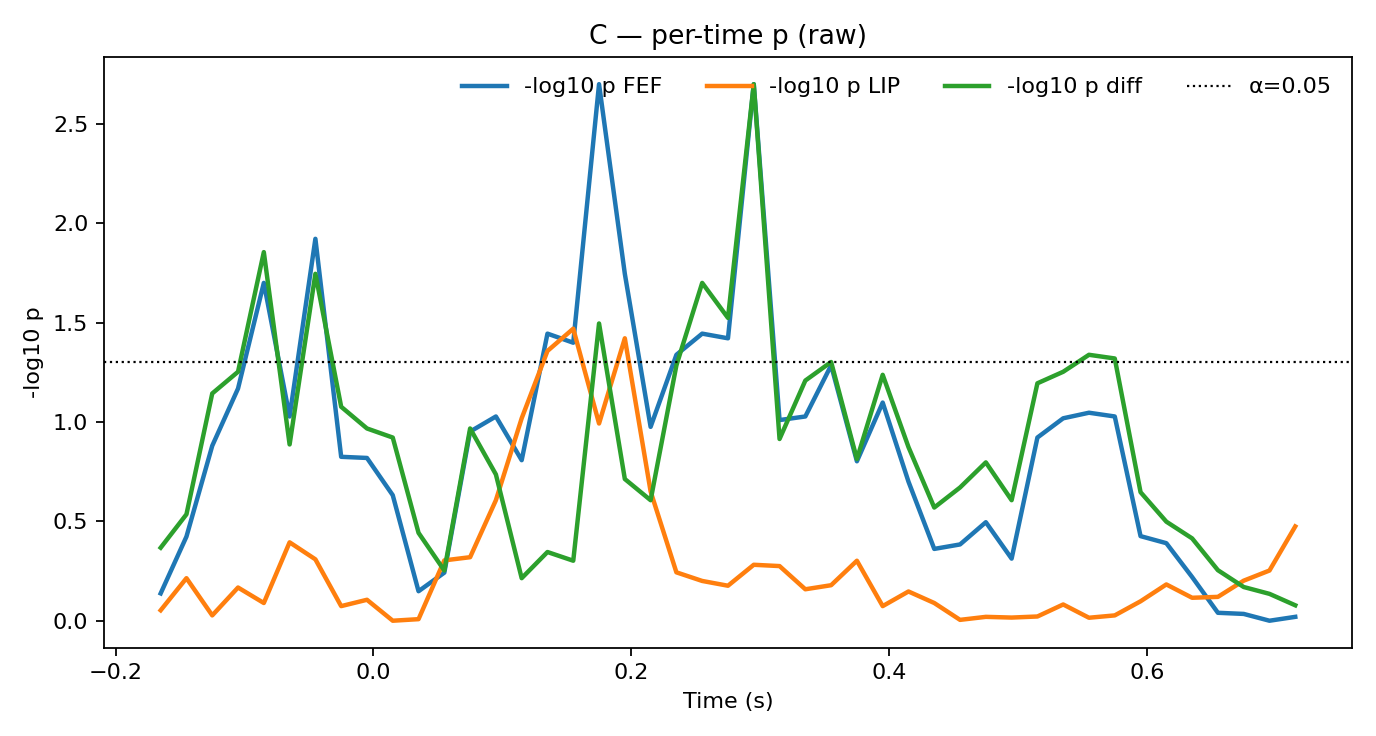 C — per-time p (raw)
-log10 p FEF
-log10 p LIP
-log10 p diff
α=0.05
-log10 p
2.5
2.0
1.5
1.0
0.5
0.0
−0.2
0.0
0.2
0.4
0.6
Time (s)